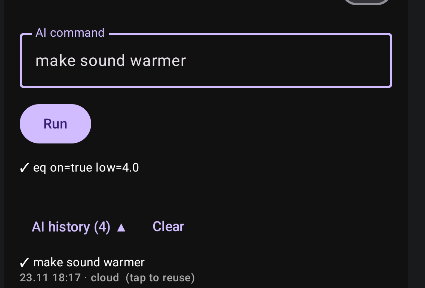 AI command
make sound warmer
Run
✓ eq on=true low=4.0
AI history (4) ▲ Clear
✓ make sound warmer
23.11 18:17 · cloud (tap to reuse)